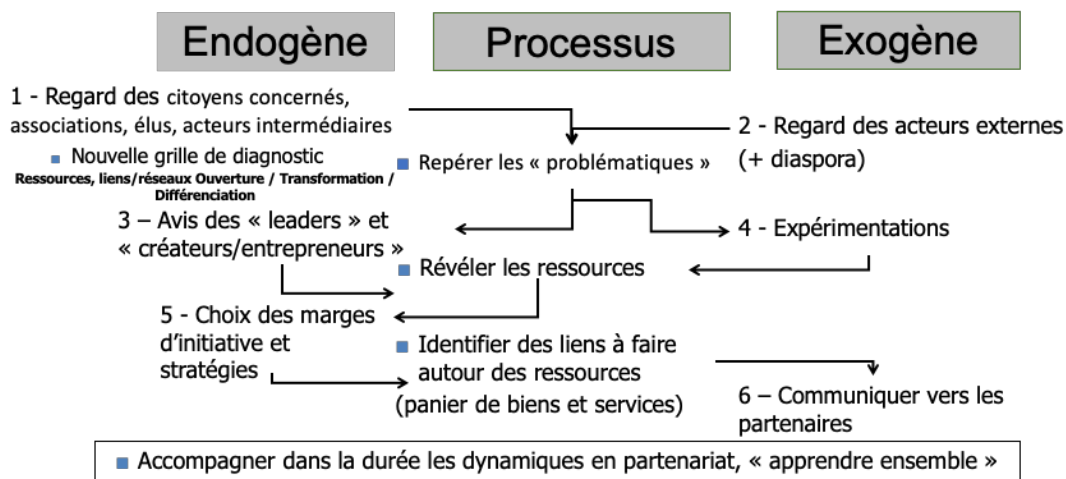 Endogène
Processus
Exogène
1 - Regard des citoyens concernés,
associations, élus, acteurs intermédiaires
2 - Regard des acteurs externes
(+ diaspora)
■ Nouvelle grille de diagnostic
Ressources, liens/réseaux Ouverture / Transformation /
Différenciation
■ Repérer les « problématiques »
3 – Avis des « leaders » et
« créateurs/entrepreneurs »
4 - Expérimentations
■ Révéler les ressources
5 - Choix des marges
d'initiative et
stratégies
■ Identifier des liens à faire
autour des ressources
(panier de biens et services)
6 – Communiquer vers les
partenaires
■ Accompagner dans la durée les dynamiques en partenariat, « apprendre ensemble »